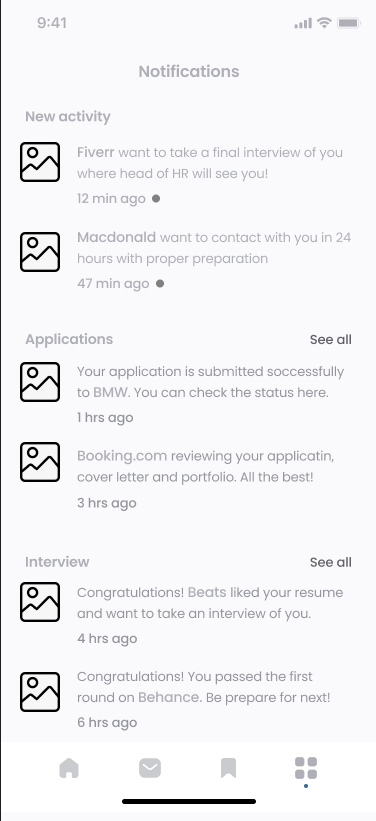 9:41
Notifications
New activity
Fiverr want to take a final interview of you
where head of HR will see you!
12 min ago
Macdonald want to contact with you in 24
hours with proper preparation
47 min ago
Applications See all
Your application is submitted soccessfully
to BMW. You can check the status here.
1 hrs ago
Booking.com reviewing your applicatin,
cover letter and portfolio. All the best!
3 hrs ago
Interview See all
Congratulations! Beats liked your resume
and want to take an interview of you.
4 hrs ago
Congratulations! You passed the first
round on Behance. Be prepare for next!
6 hrs ago